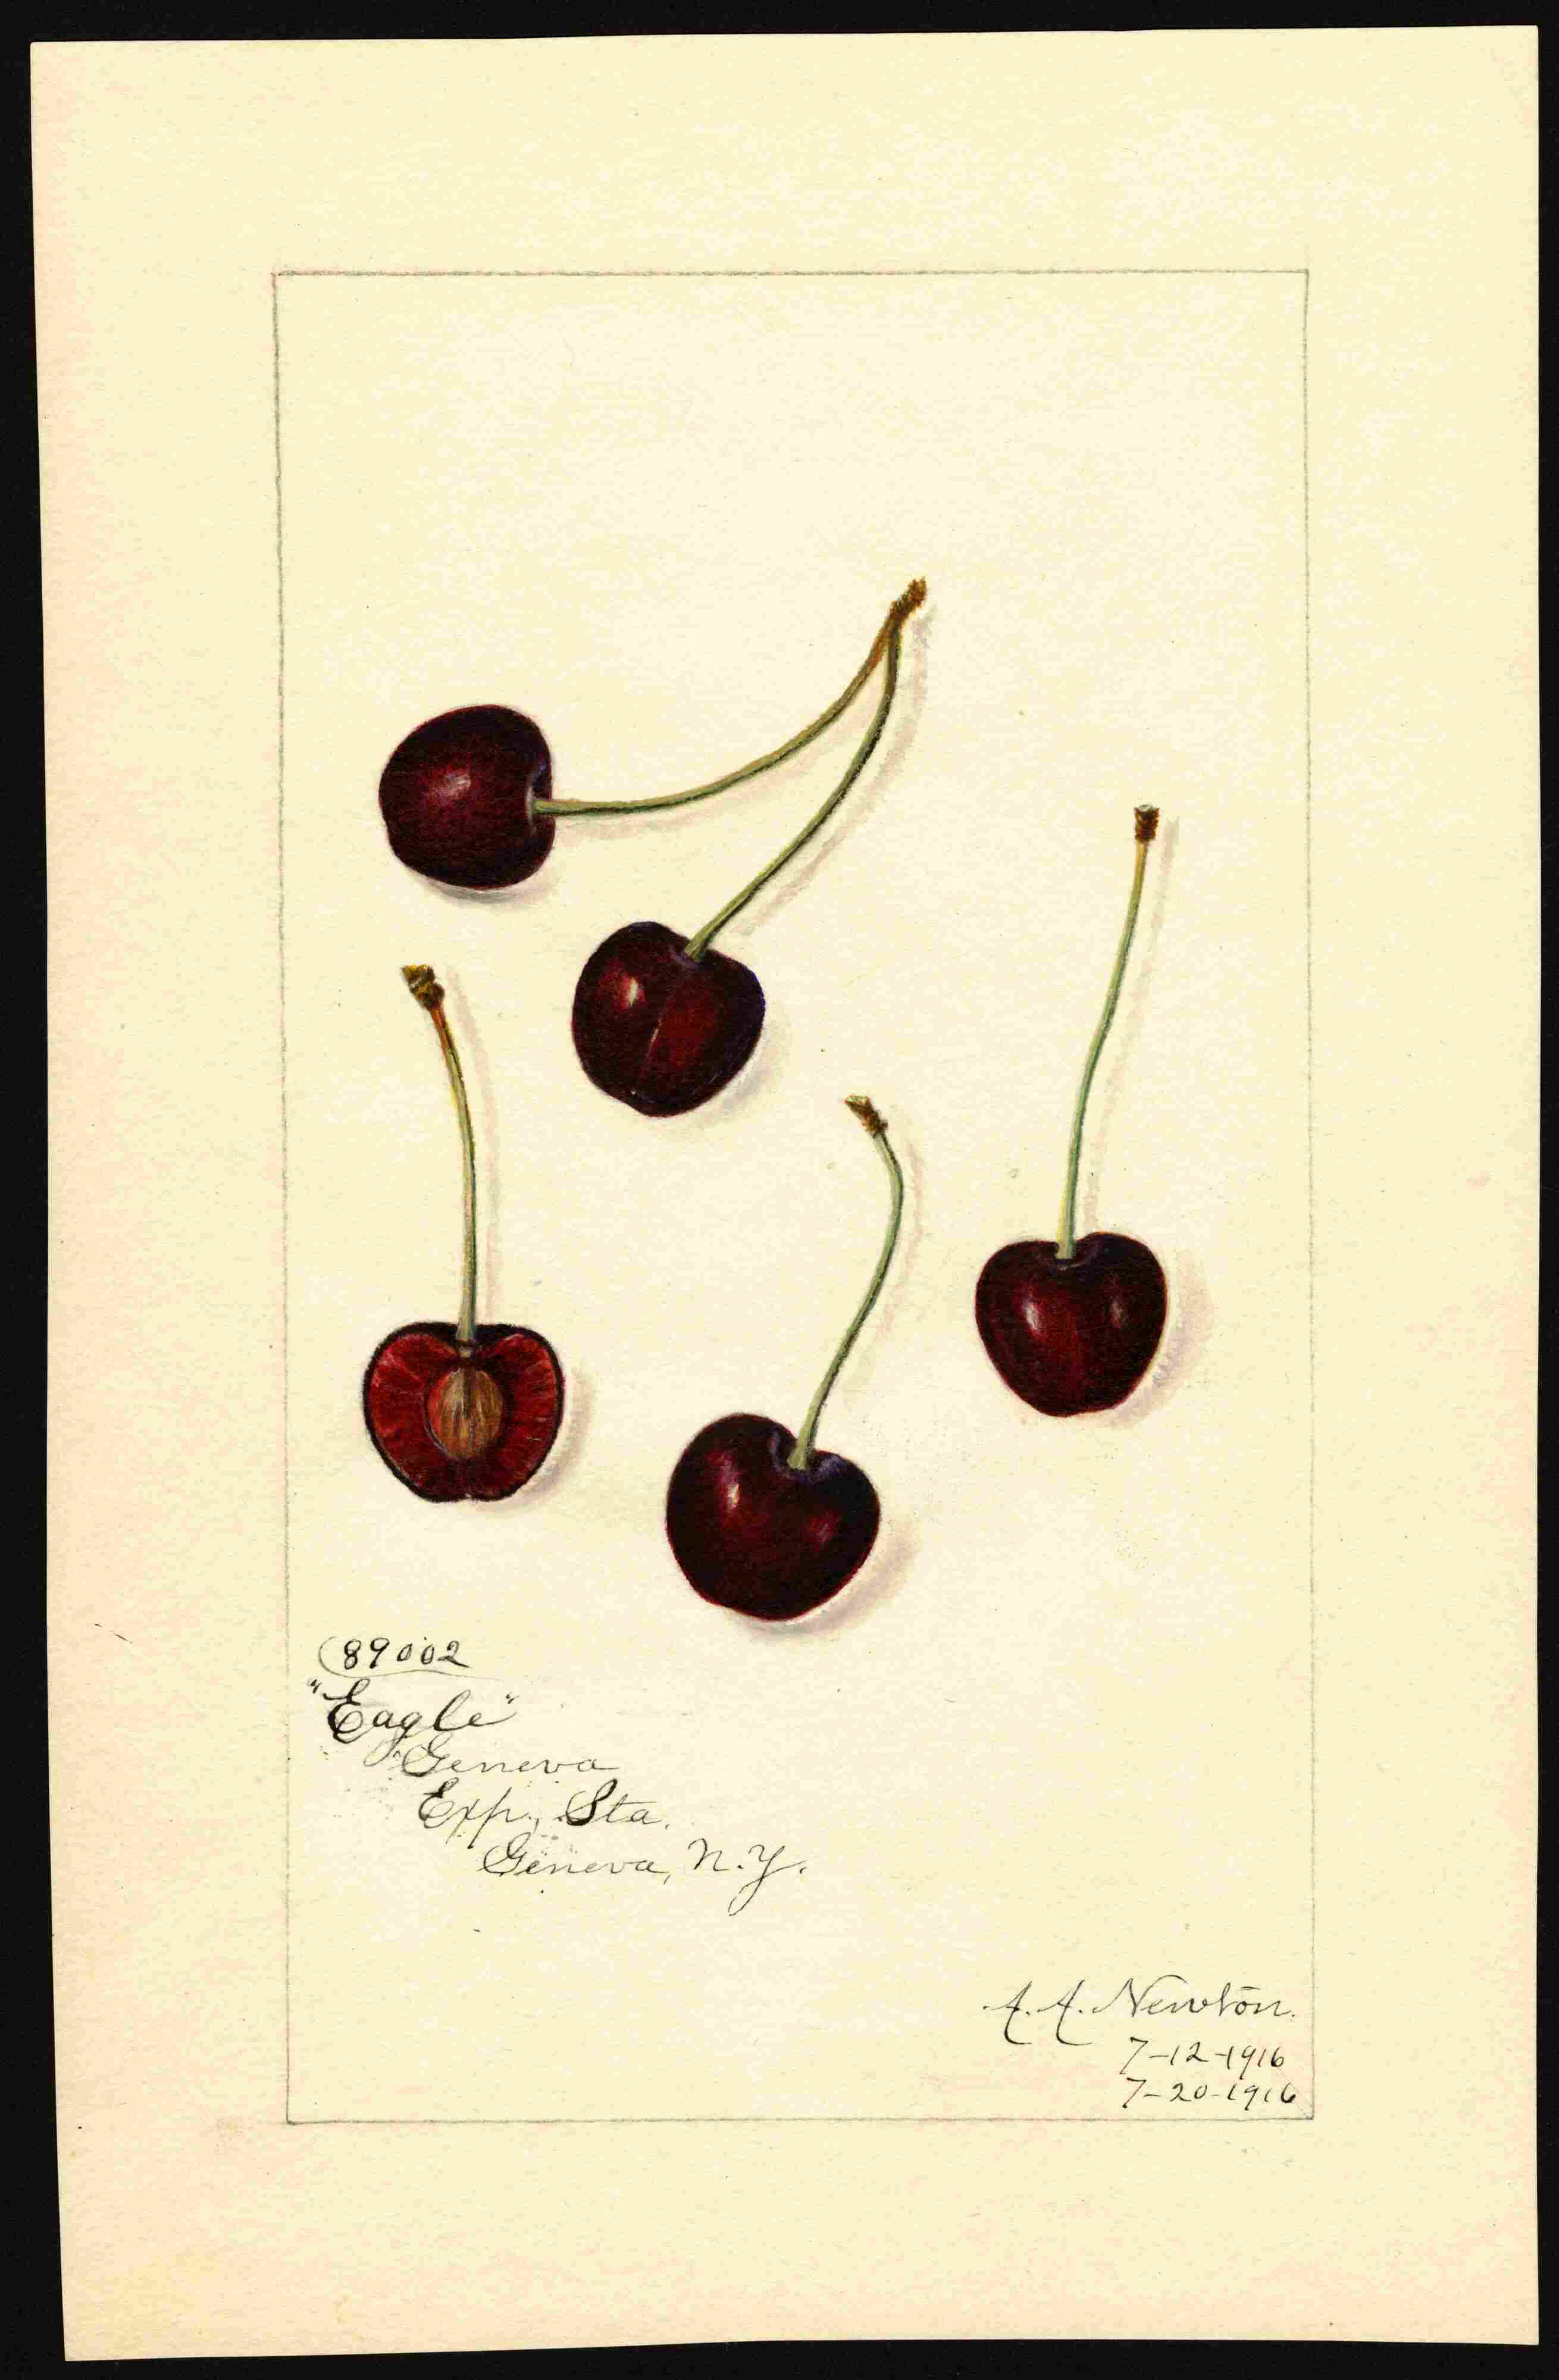 89002
"Eagle"
Geneva
Exp. Sta.
Geneva, N.Y.
A. A. Newton.
7-12-1916
7-20-1916